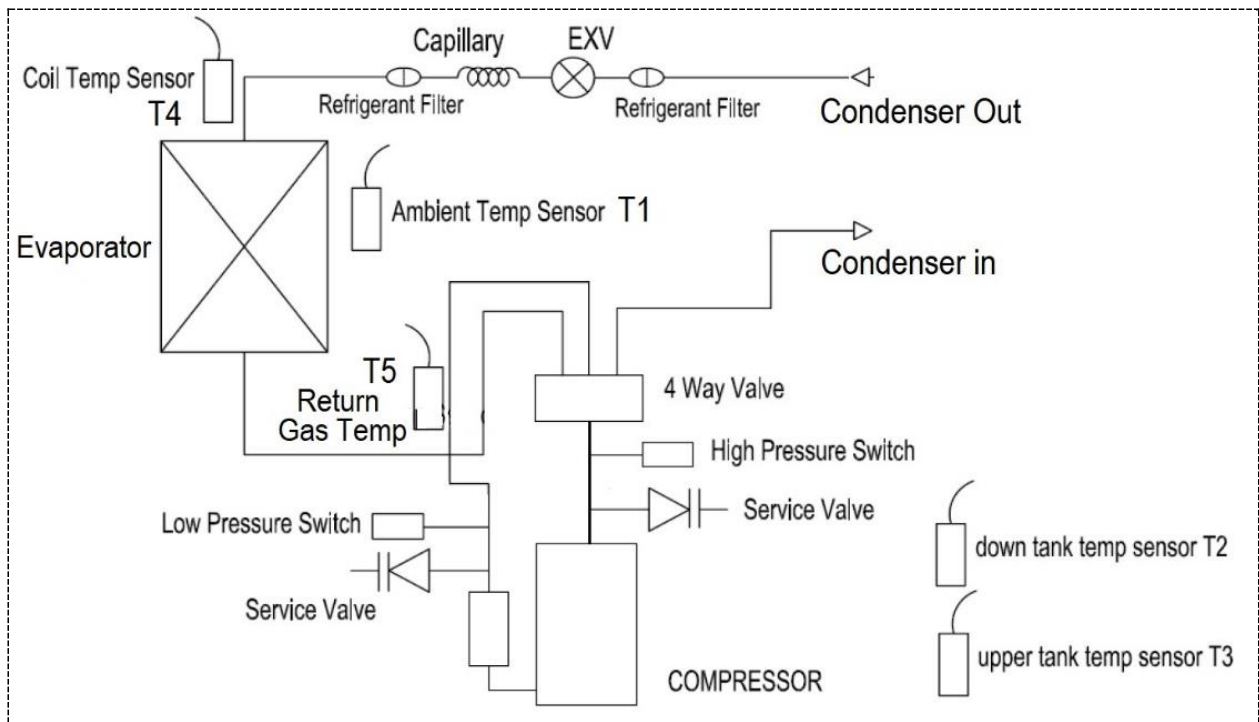 Capillary
EXV
Coil Temp Sensor
T4
Refrigerant Filter
Refrigerant Filter
Condenser Out
Ambient Temp Sensor T1
Evaporator
Condenser in
T5
Return
Gas Temp
4 Way Valve
High Pressure Switch
Low Pressure Switch
Service Valve
Service Valve
down tank temp sensor T2
upper tank temp sensor T3
COMPRESSOR